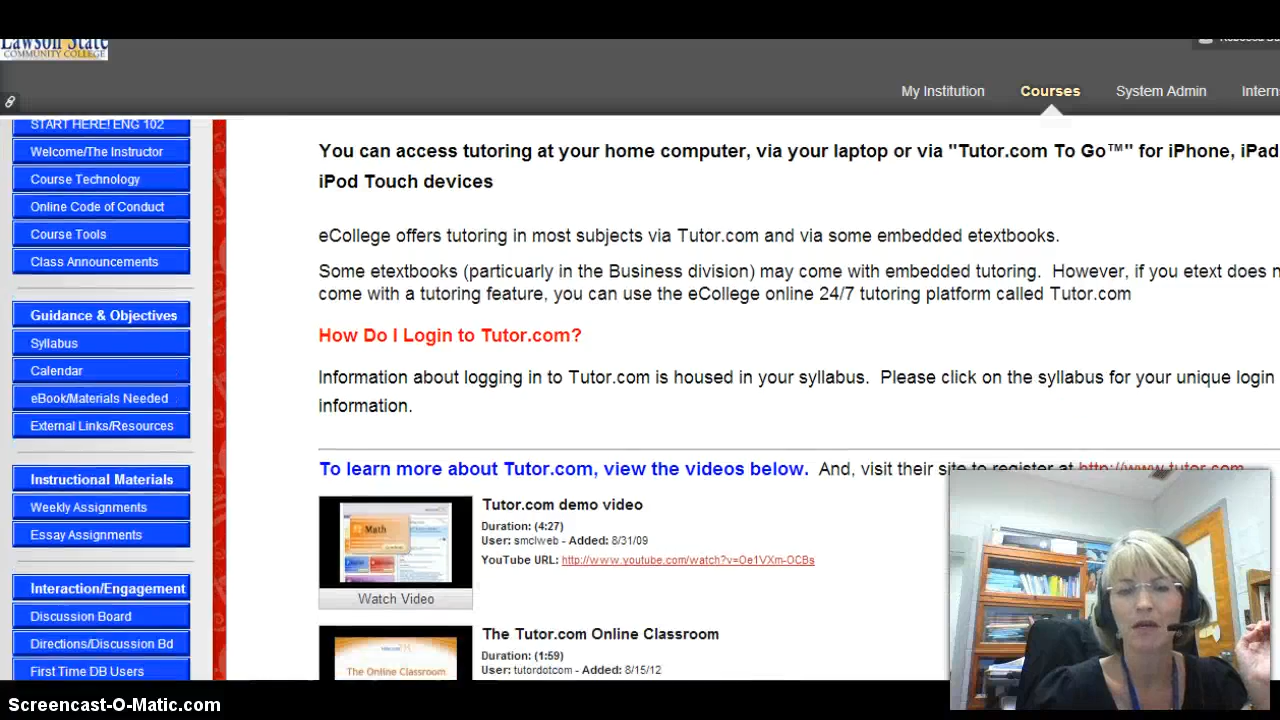 Lawson State
COMMUNITY COLLEGE
My Institution
Courses
System Admin
START HERE! ENG 102
Welcome/The Instructor
Course Technology
Online Code of Conduct
Course Tools
Class Announcements
Guidance & Objectives
Syllabus
Calendar
eBook/Materials Needed
External Links/Resources
Instructional Materials
Weekly Assignments
Essay Assignments
Interaction/Engagement
Discussion Board
Directions/Discussion Bd
First Time DB Users
You can access tutoring at your home computer, via your laptop or via "Tutor.com To Go™" for iPhone, iPad
iPod Touch devices
eCollege offers tutoring in most subjects via Tutor.com and via some embedded etextbooks.
Some etextbooks (particuarly in the Business division) may come with embedded tutoring. However, if you etext does n
come with a tutoring feature, you can use the eCollege online 24/7 tutoring platform called Tutor.com
How Do I Login to Tutor.com?
Information about logging in to Tutor.com is housed in your syllabus. Please click on the syllabus for your unique login
information.
To learn more about Tutor.com, view the videos below. And, visit their site to register at http://www.tutor.com
Math
Watch Video
Tutor.com demo video
Duration: (4:27)
User: smclweb - Added: 8/31/09
YouTube URL: http://www.youtube.com/watch?v=Oe1VXm-OCBs
The Online Classroom
The Tutor.com Online Classroom
Duration: (1:59)
User: tutordotcom - Added: 8/15/12
Screencast-O-Matic.com